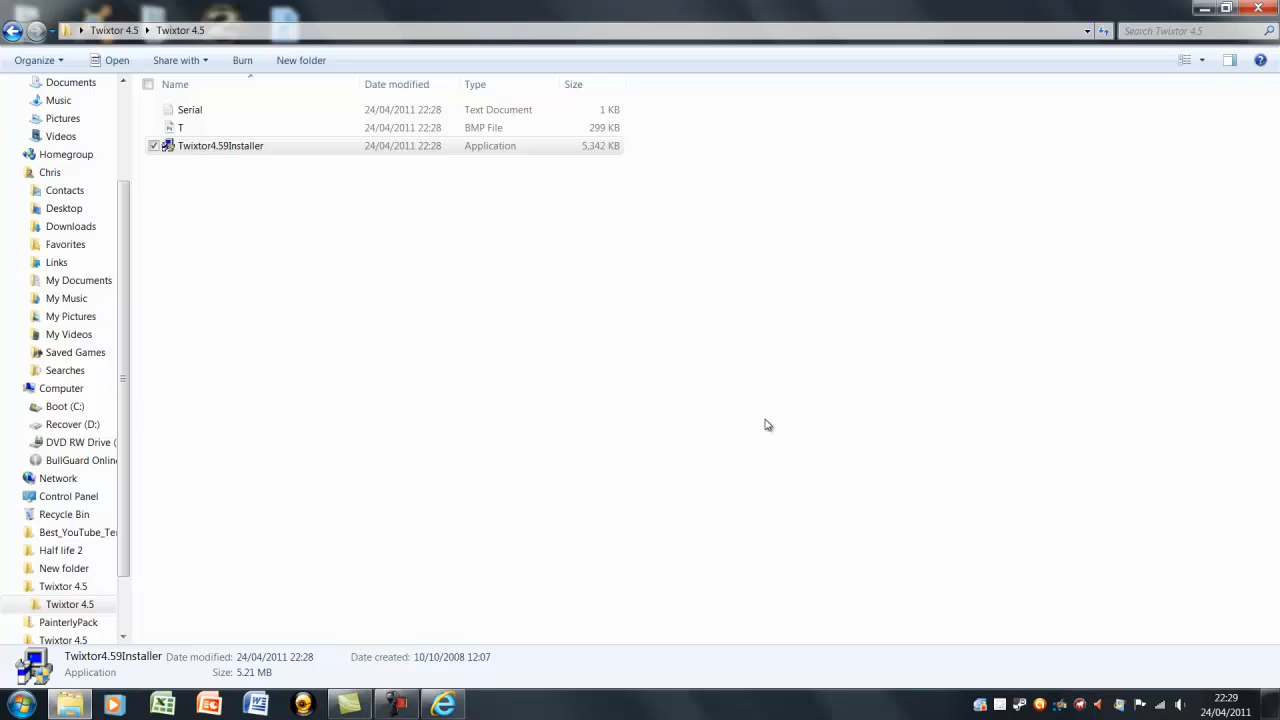 Twixtor 4.5 Twixtor 4.5 Search Twixtor 4.5
Organize Open Share with Burn New folder
Name Date modified Type Size
Serial 24/04/2011 22:28 Text Document 1 KB
T 24/04/2011 22:28 BMP File 299 KB
Twixtor4.59Installer 24/04/2011 22:28 Application 5,342 KB
Documents
Music
Pictures
Videos
Homegroup
Chris
Contacts
Desktop
Downloads
Favorites
Links
My Documents
My Music
My Pictures
My Videos
Saved Games
Searches
Computer
Boot (C:)
Recover (D:)
DVD RW Drive (
BullGuard Onlin
Network
Control Panel
Recycle Bin
Best_YouTube_Te
Half life 2
New folder
Twixtor 4.5
Twixtor 4.5
PainterlyPack
Twixtor 4.5
Twixtor4.59Installer Date modified: 24/04/2011 22:28 Date created: 10/10/2008 12:07
Application Size: 5.21 MB
22:29
24/04/2011